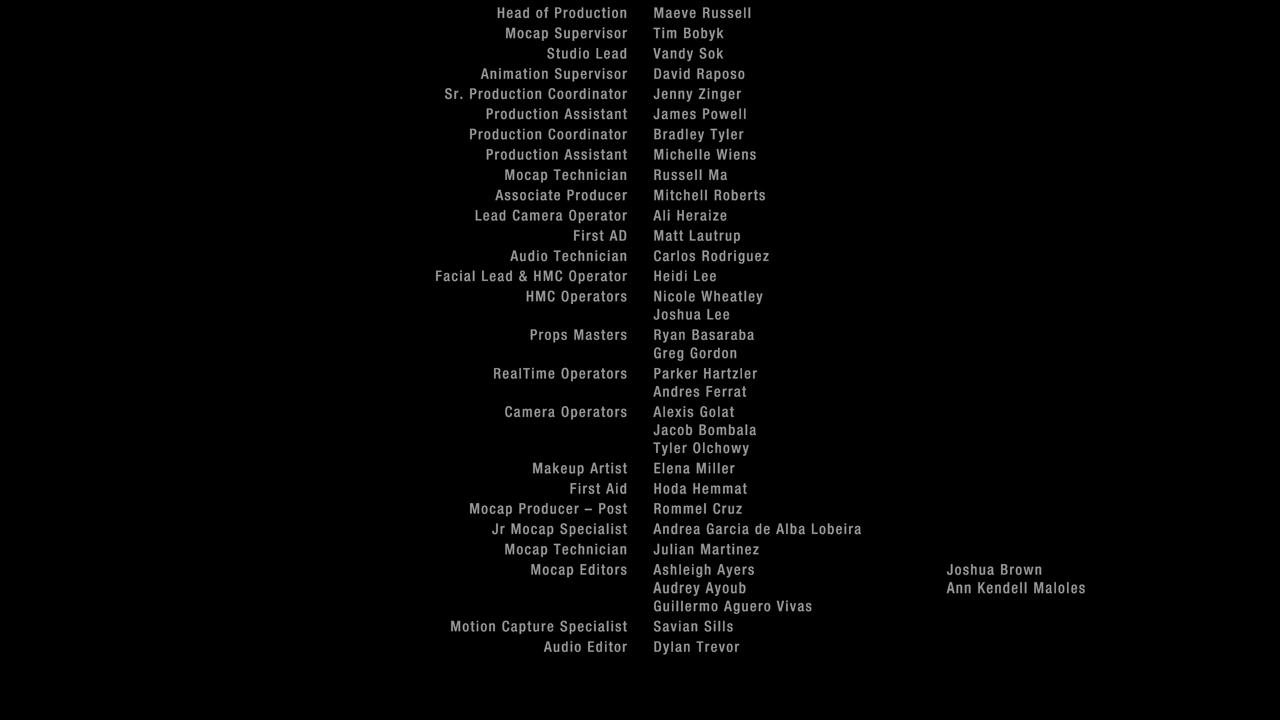 Head of Production Maeve Russell
Mocap Supervisor Tim Bobyk
Studio Lead Vandy Sok
Animation Supervisor David Raposo
Sr. Production Coordinator Jenny Zinger
Production Assistant James Powell
Production Coordinator Bradley Tyler
Production Assistant Michelle Wiens
Mocap Technician Russell Ma
Associate Producer Mitchell Roberts
Lead Camera Operator Ali Heraize
First AD Matt Lautrup
Audio Technician Carlos Rodriguez
Facial Lead & HMC Operator Heidi Lee
HMC Operators Nicole Wheatley
Joshua Lee
Props Masters Ryan Basaraba
Greg Gordon
RealTime Operators Parker Hartzler
Andres Ferrat
Camera Operators Alexis Golat
Jacob Bombala
Tyler Olchowy
Makeup Artist Elena Miller
First Aid Hoda Hemmat
Mocap Producer – Post Rommel Cruz
Jr Mocap Specialist Andrea Garcia de Alba Lobeira
Mocap Technician Julian Martinez
Mocap Editors Ashleigh Ayers Joshua Brown
Audrey Ayoub Ann Kendell Maloles
Guillermo Aguero Vivas
Motion Capture Specialist Savian Sills
Audio Editor Dylan Trevor